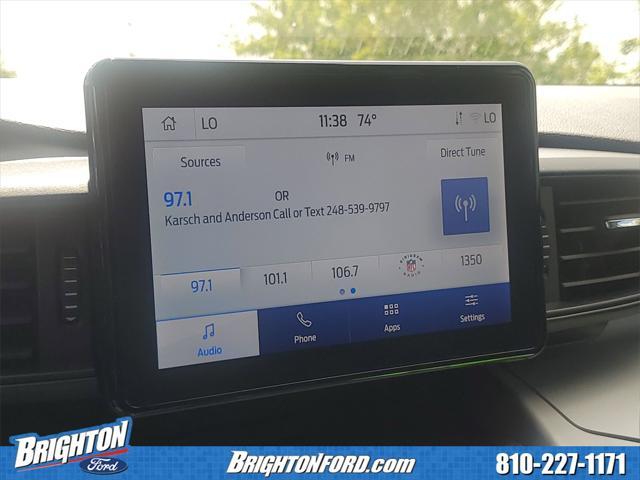 LO 11:38 74° LO
Sources FM Direct Tune
97.1 OR
Karsch and Anderson Call or Text 248-539-9797
97.1 101.1 106.7 NFL RADIO 1350
Audio Phone Apps Settings
BRIGHTON
Ford
BRIGHTONFORD.com
810-227-1171